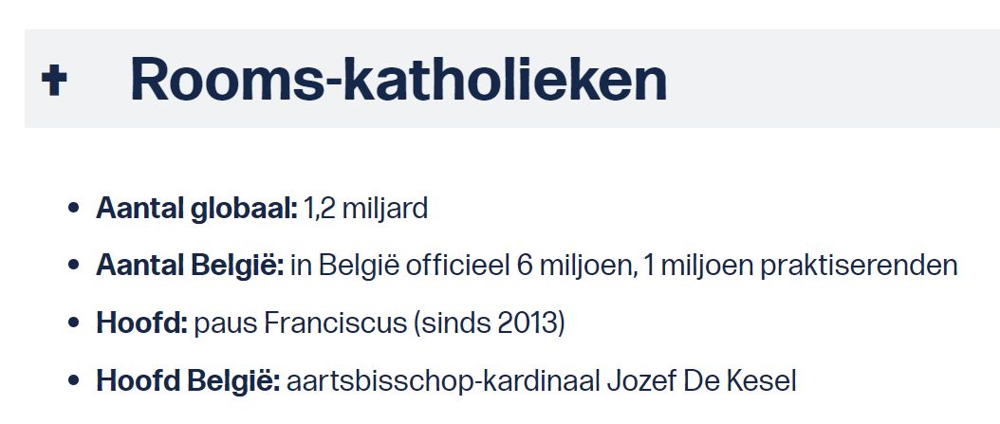 Rooms-katholieken
• Aantal globaal: 1,2 miljard
• Aantal België: in België officieel 6 miljoen, 1 miljoen praktiserenden
• Hoofd: paus Franciscus (sinds 2013)
• Hoofd België: aartsbisschop-kardinaal Jozef De Kesel